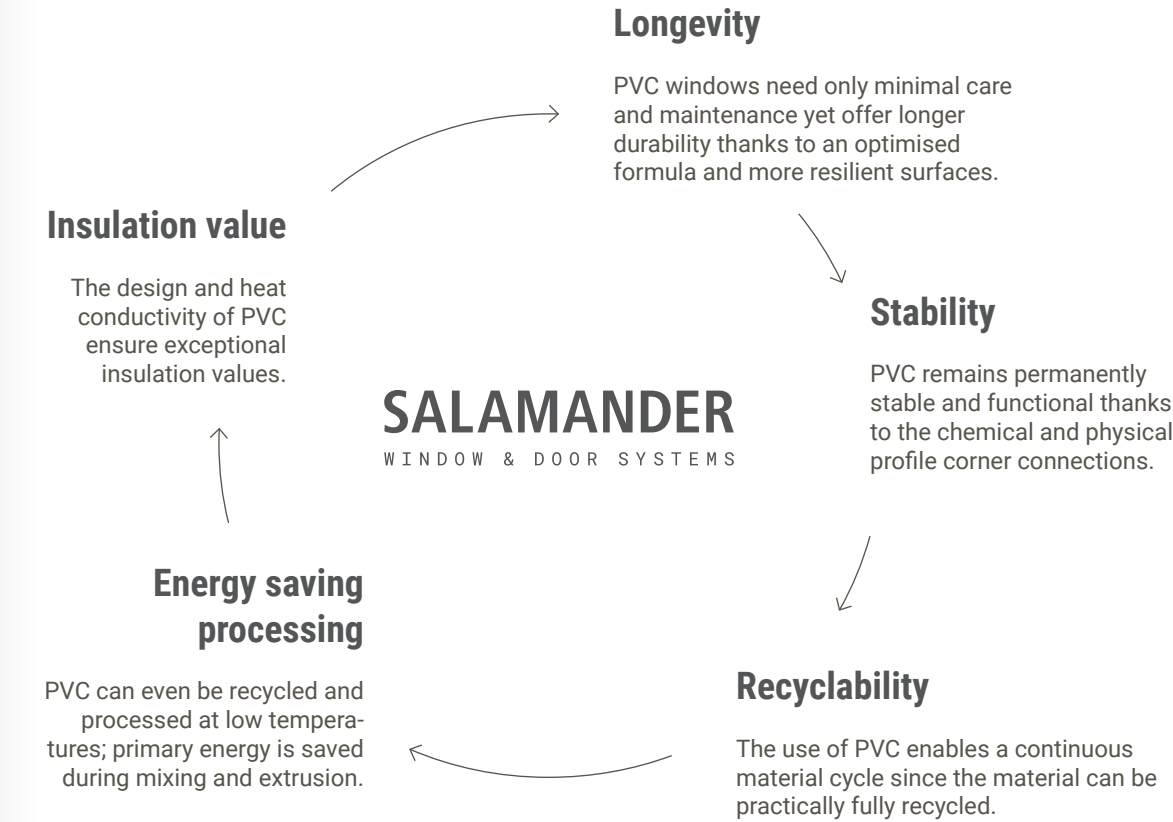 Longevity
PVC windows need only minimal care
and maintenance yet offer longer
durability thanks to an optimised
formula and more resilient surfaces.
Stability
PVC remains permanently
stable and functional thanks
to the chemical and physical
profile corner connections.
Recyclability
The use of PVC enables a continuous
material cycle since the material can be
practically fully recycled.
Energy saving
processing
PVC can even be recycled and
processed at low tempera-
tures; primary energy is saved
during mixing and extrusion.
Insulation value
The design and heat
conductivity of PVC
ensure exceptional
insulation values.
SALAMANDER
WINDOW & DOOR SYSTEMS